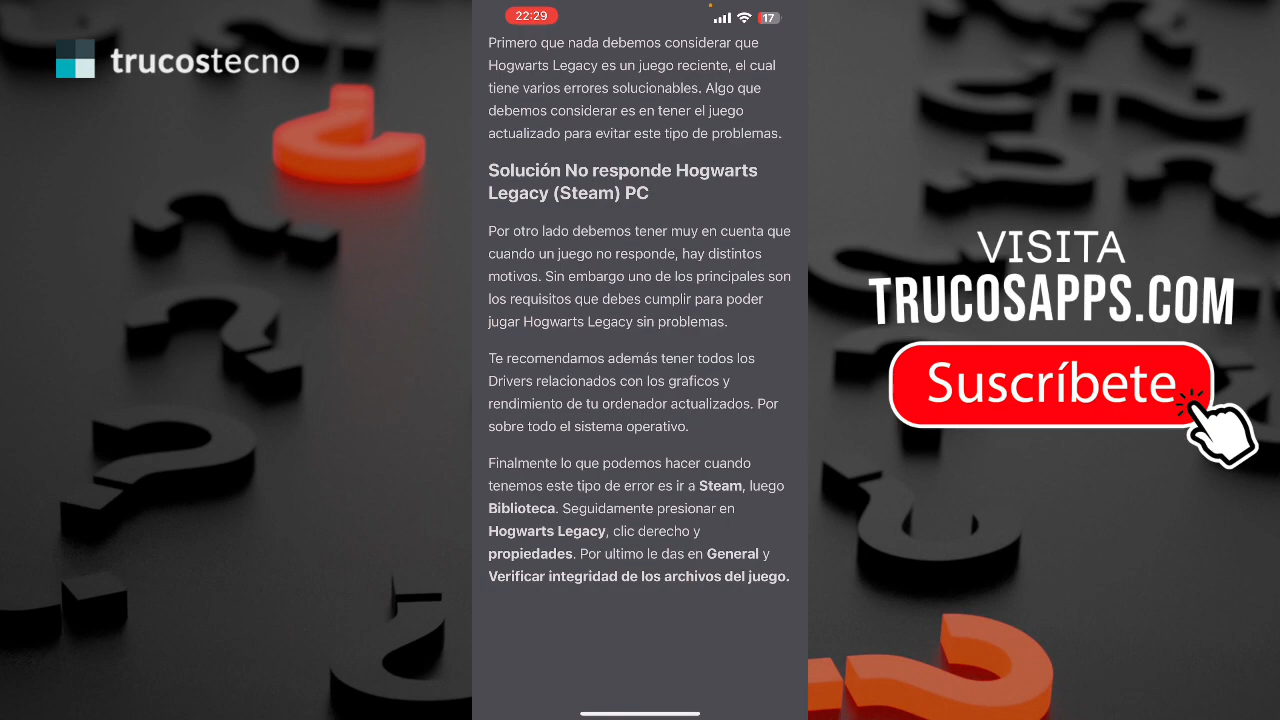 trucostecno
22:29
17
Primero que nada debemos considerar que
Hogwarts Legacy es un juego reciente, el cual
tiene varios errores solucionables. Algo que
debemos considerar es en tener el juego
actualizado para evitar este tipo de problemas.
Solución No responde Hogwarts
Legacy (Steam) PC
Por otro lado debemos tener muy en cuenta que
cuando un juego no responde, hay distintos
motivos. Sin embargo uno de los principales son
los requisitos que debes cumplir para poder
jugar Hogwarts Legacy sin problemas.
Te recomendamos además tener todos los
Drivers relacionados con los graficos y
rendimiento de tu ordenador actualizados. Por
sobre todo el sistema operativo.
Finalmente lo que podemos hacer cuando
tenemos este tipo de error es ir a Steam, luego
Biblioteca. Seguidamente presionar en
Hogwarts Legacy, clic derecho y
propiedades. Por ultimo le das en General y
Verificar integridad de los archivos del juego.
VISITA
TRUCOSAPPS.COM
Suscríbete